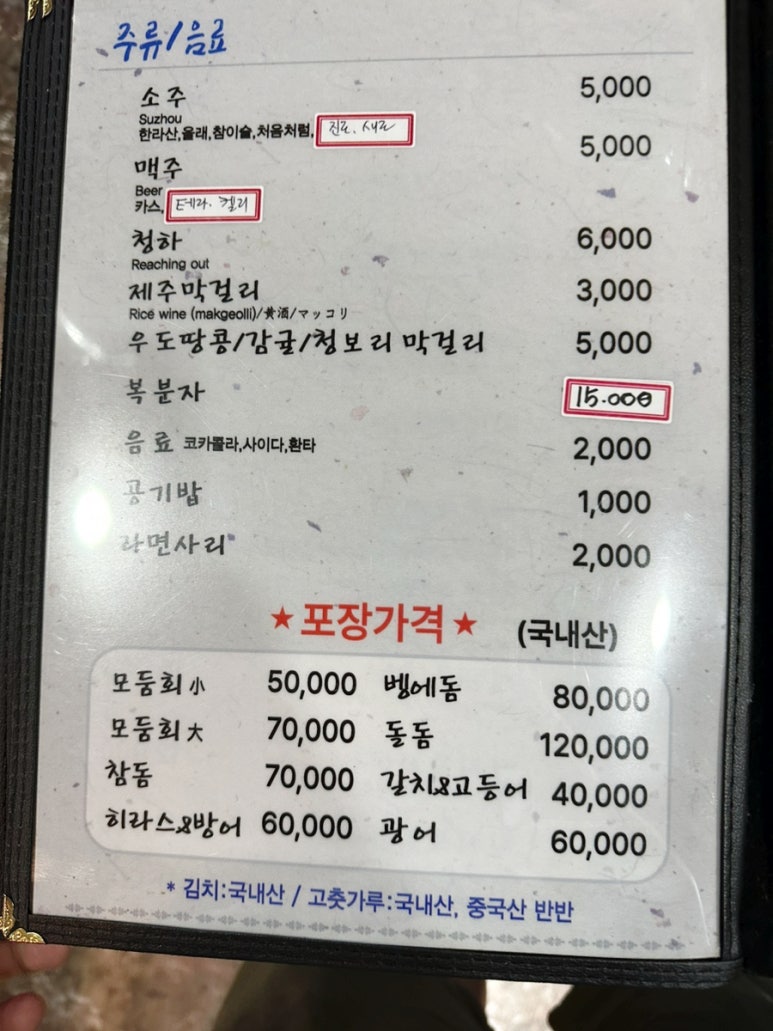 주류/음료
소주 5,000
Suzhou
한라산,올래,참이슬,처음처럼, 진로. 새로
맥주 5,000
Beer
카스, 테라. 켈리
청하 6,000
Reaching out
제주막걸리 3,000
Rice wine (makgeolli)/黃酒/マッコリ
우도땅콩/감귤/청보리 막걸리 5,000
복분자 15.000
음료 코카콜라,사이다,환타 2,000
공기밥 1,000
라면사리 2,000
★ 포장가격 ★ (국내산)
모둠회 小 50,000 벵에돔 80,000
모둠회 大 70,000 돌돔 120,000
참돔 70,000 갈치&고등어 40,000
히라스&방어 60,000 광어 60,000
* 김치:국내산 / 고춧가루:국내산, 중국산 반반